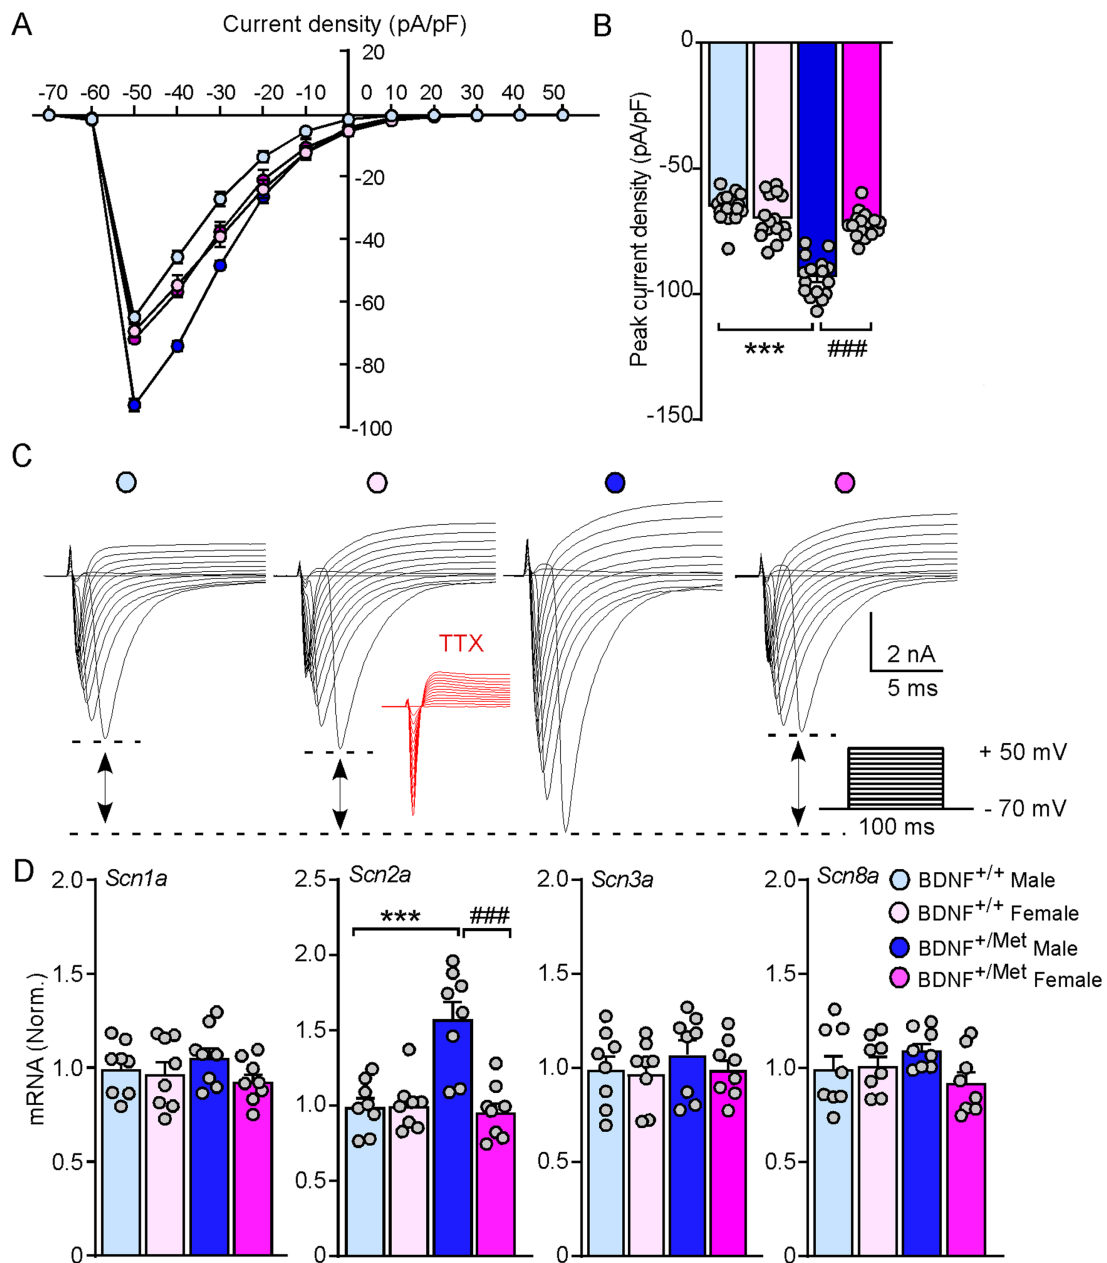 A
Current density (pA/pF)
20
-70 -60 -50 -40 -30 -20 -10 0 10 20 30 40 50
-20
-40
-60
-80
-100
B
Peak current density (pA/pF)
0
-50
-100
-150
*** ###
C
TTX
2 nA
5 ms
+ 50 mV
- 70 mV
100 ms
D
mRNA (Norm.)
Scn1a
2.0
1.5
1.0
0.5
0
Scn2a
2.5
2.0
1.5
1.0
0.5
0
*** ###
Scn3a
2.0
1.5
1.0
0.5
0
Scn8a
2.0
1.5
1.0
0.5
0
BDNF+/+ Male
BDNF+/+ Female
BDNF+/Met Male
BDNF+/Met Female